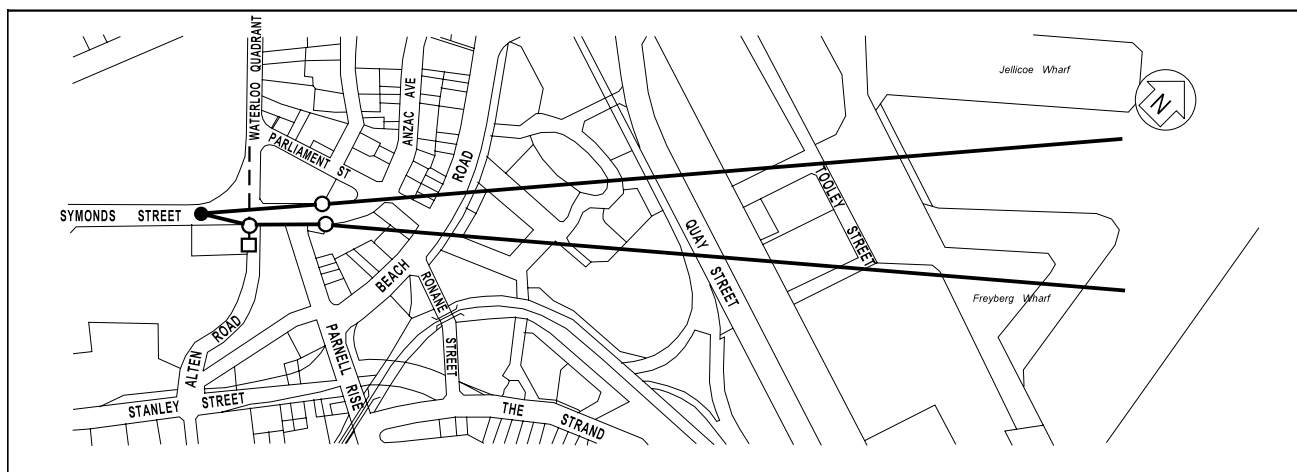 WATERLOO QUADRANT
ANZAC AVE
Jellicoe Wharf
N
PARLIAMENT ST
ROAD
TOOLEY STREET
SYMONDS STREET
QUAY STREET
BEACH
RONANE
Freyberg Wharf
ALTEN ROAD
PARNELL RISE
STREET
STANLEY STREET
THE STRAND